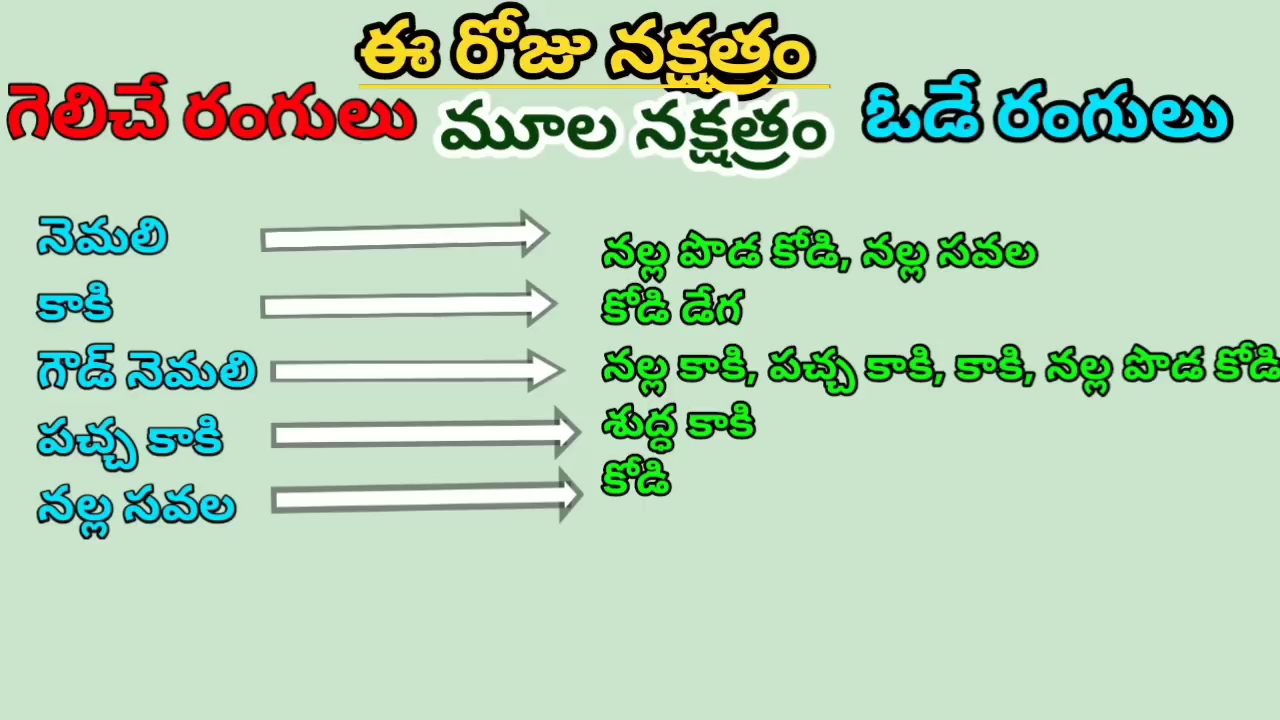 ఈ రోజు నక్షత్రం
గెలిచే రంగులు
మూల నక్షత్రం
ఓడే రంగులు
నెమలి
నల్ల పొడ కోడి, నల్ల సవల
కాకి
కోడి డేగ
గౌడ్ నెమలి
నల్ల కాకి, పచ్చ కాకి, కాకి, నల్ల పొడ కోడి
పచ్చ కాకి
శుద్ధ కాకి
నల్ల సవల
కోడి